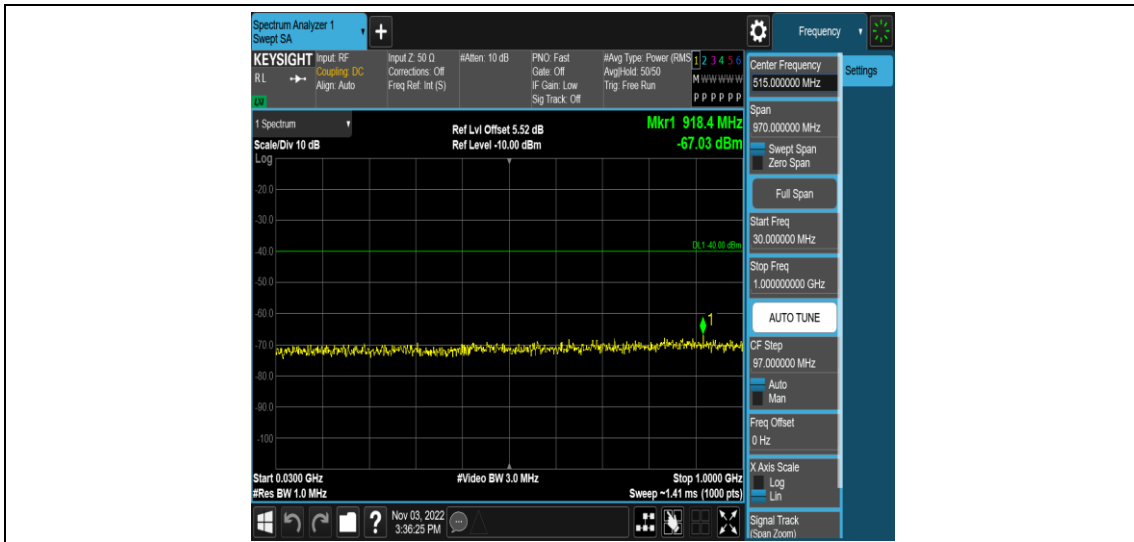 Spectrum Analyzer 1
Swept SA
+
Frequency
KEYSIGHT
RL
LXI
Input: RF
Coupling: DC
Align: Auto
Input Z: 50 Ω
Corrections: Off
Freq Ref: Int (S)
#Atten: 10 dB
PNO: Fast
Gate: Off
IF Gain: Low
Sig Track: Off
#Avg Type: Power (RMS
Avg|Hold: 50/50
Trig: Free Run
1 2 3 4 5 6
M W W W W W
P P P P P P
1 Spectrum
Scale/Div 10 dB
Log
Ref Lvl Offset 5.52 dB
Ref Level -10.00 dBm
Mkr1 918.4 MHz
-67.03 dBm
-20.0
-30.0
DL1 -40.00 dBm
-40.0
-50.0
-60.0
1
-70.0
-80.0
-90.0
-100
Start 0.0300 GHz
#Res BW 1.0 MHz
#Video BW 3.0 MHz
Stop 1.0000 GHz
Sweep ~1.41 ms (1000 pts)
Center Frequency
515.000000 MHz
Settings
Span
970.000000 MHz
Swept Span
Zero Span
Full Span
Start Freq
30.000000 MHz
Stop Freq
1.000000000 GHz
AUTO TUNE
CF Step
97.000000 MHz
Auto
Man
Freq Offset
0 Hz
X Axis Scale
Log
Lin
Signal Track
(Span Zoom)
?
Nov 03, 2022
3:36:25 PM